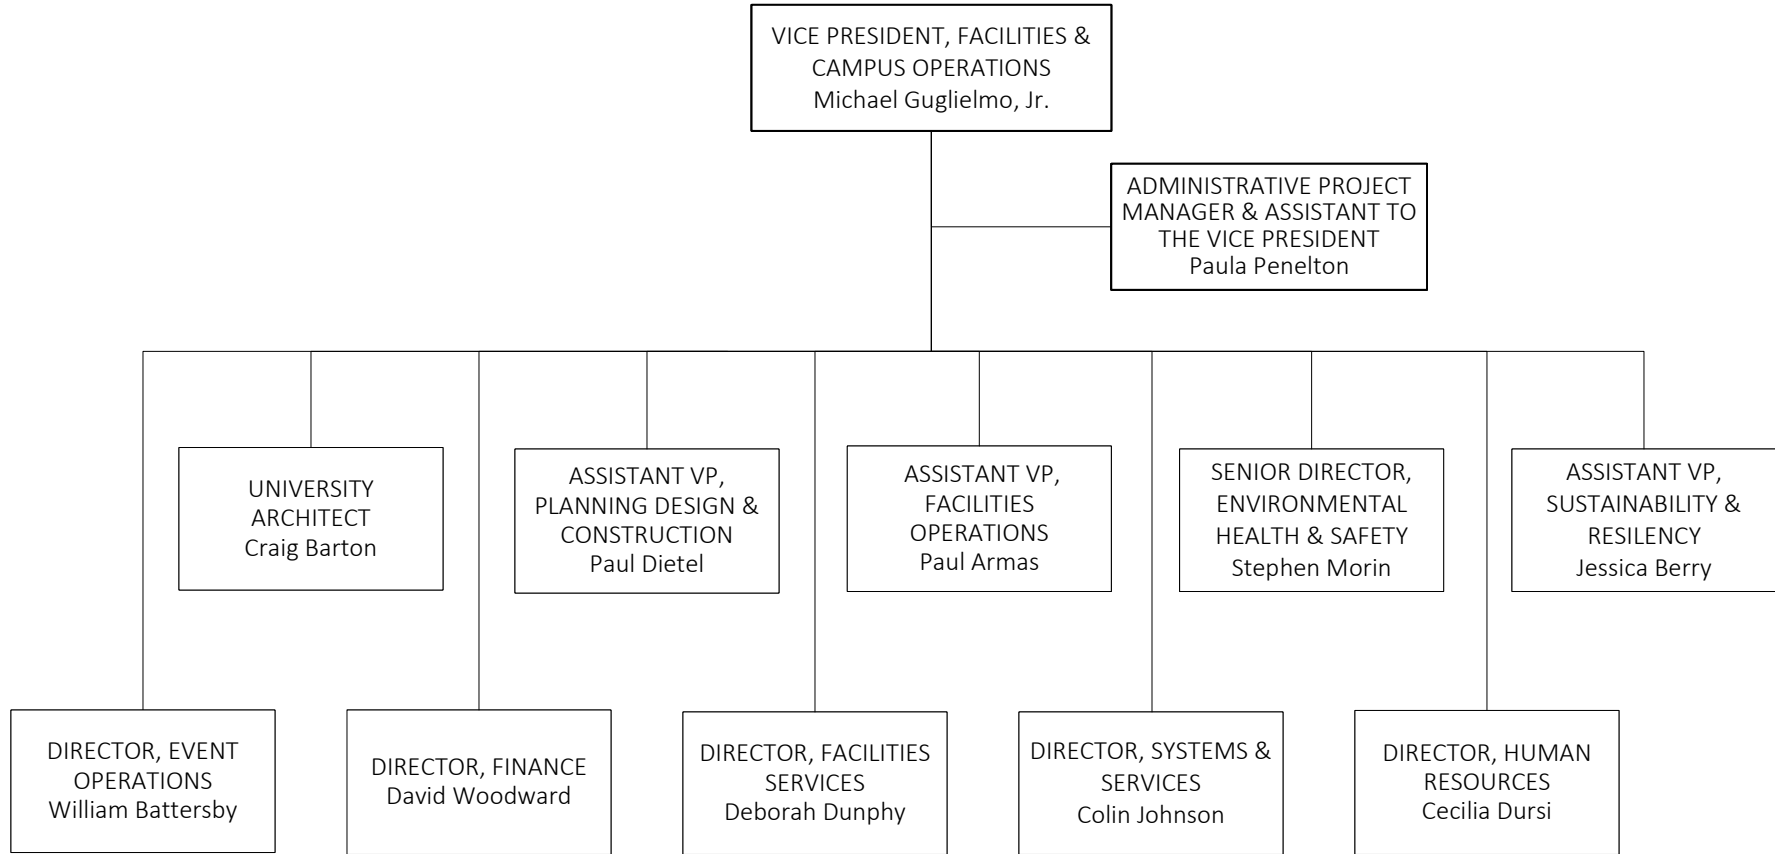 VICE PRESIDENT, FACILITIES &
CAMPUS OPERATIONS
Michael Guglielmo, Jr.
ADMINISTRATIVE PROJECT
MANAGER & ASSISTANT TO
THE VICE PRESIDENT
Paula Penelton
UNIVERSITY
ARCHITECT
Craig Barton
ASSISTANT VP,
PLANNING DESIGN &
CONSTRUCTION
Paul Dietel
ASSISTANT VP,
FACILITIES
OPERATIONS
Paul Armas
SENIOR DIRECTOR,
ENVIRONMENTAL
HEALTH & SAFETY
Stephen Morin
ASSISTANT VP,
SUSTAINABILITY &
RESILENCY
Jessica Berry
DIRECTOR, EVENT
OPERATIONS
William Battersby
DIRECTOR, FINANCE
David Woodward
DIRECTOR, FACILITIES
SERVICES
Deborah Dunphy
DIRECTOR, SYSTEMS &
SERVICES
Colin Johnson
DIRECTOR, HUMAN
RESOURCES
Cecilia Dursi